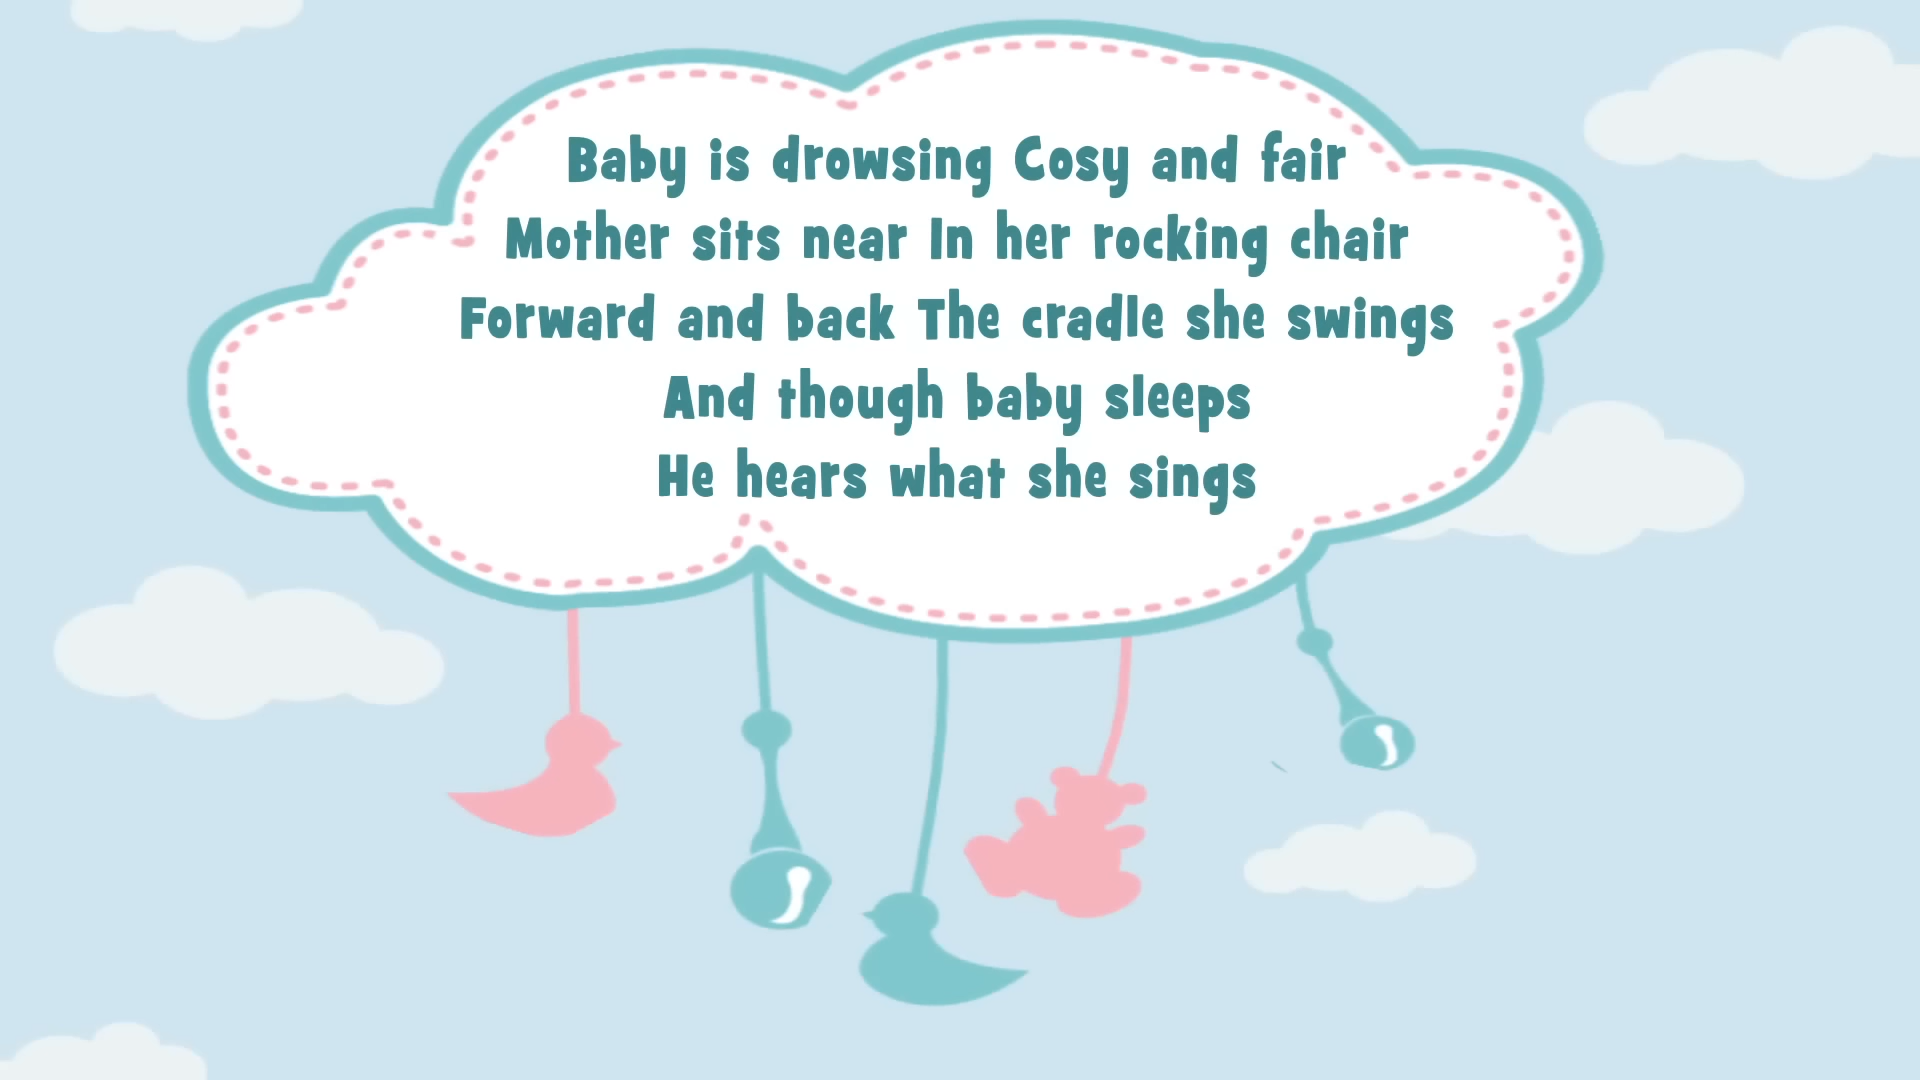 Baby is drowsing Cosy and fair
Mother sits near In her rocking chair
Forward and back The cradle she swings
And though baby sleeps
He hears what she sings